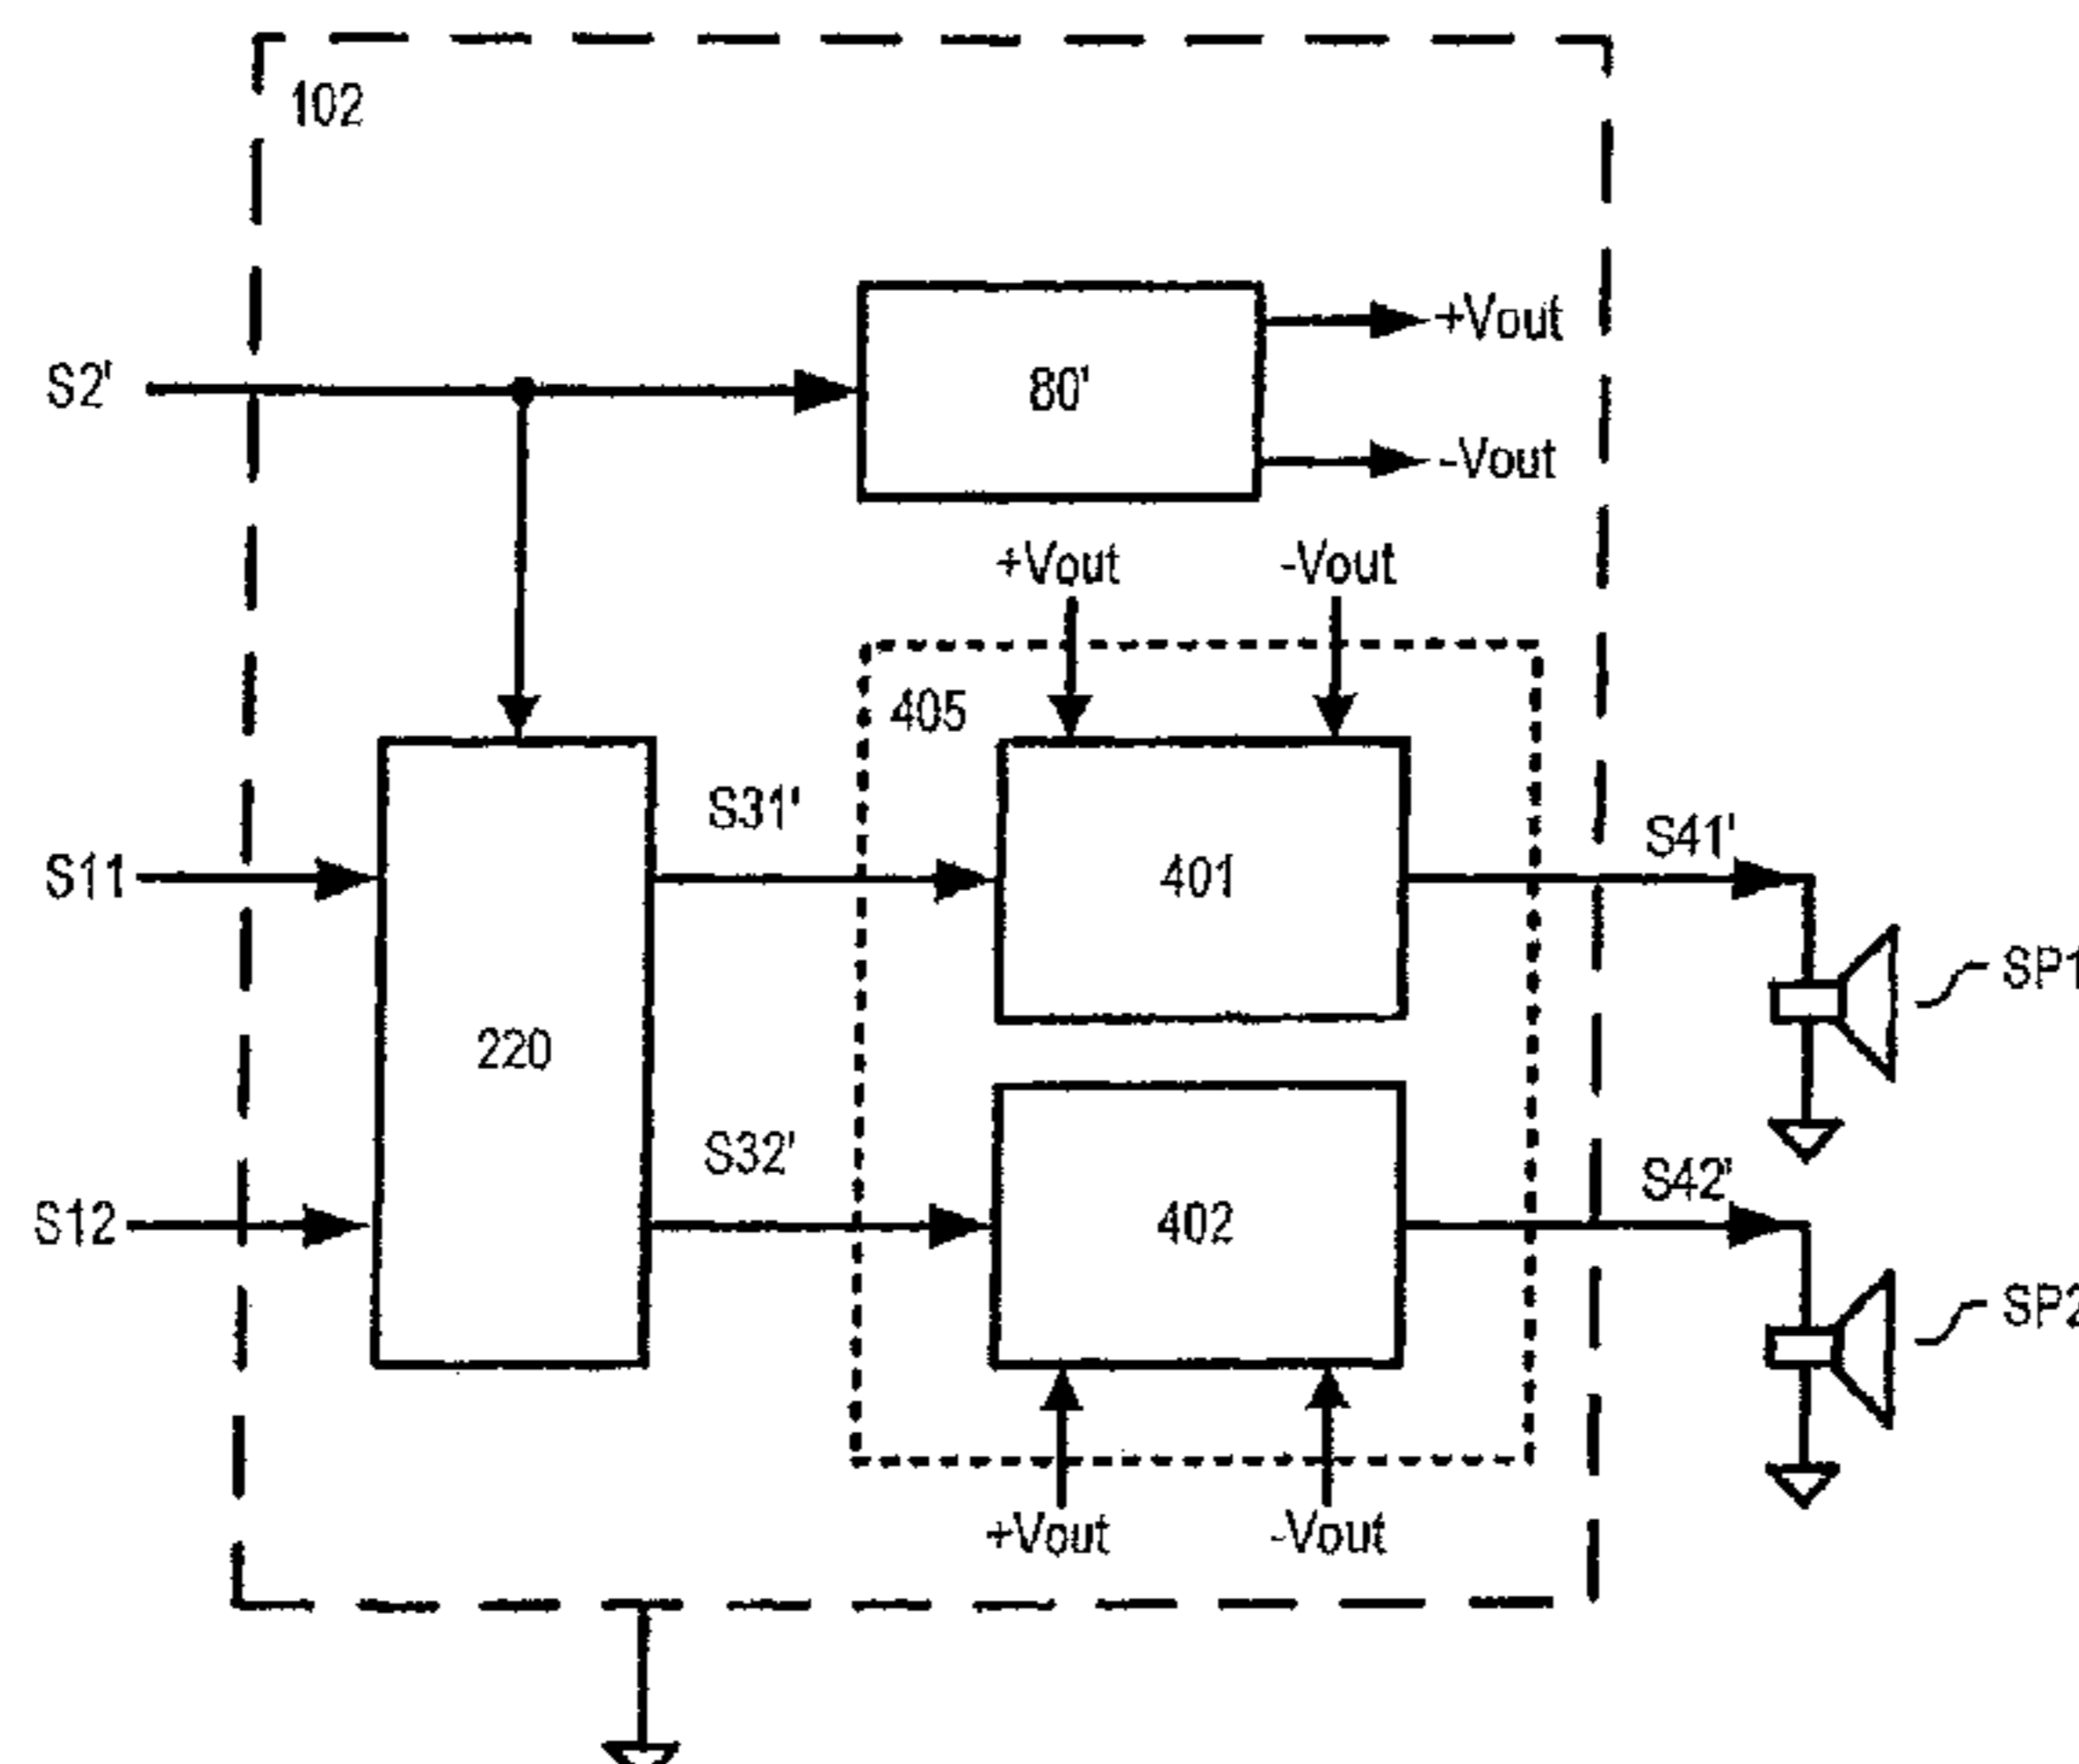 102
S2'
80'
+Vout
-Vout
+Vout
-Vout
405
S31'
S41'
S11
401
SP1
220
S32'
S42'
S12
402
SP2
+Vout
-Vout